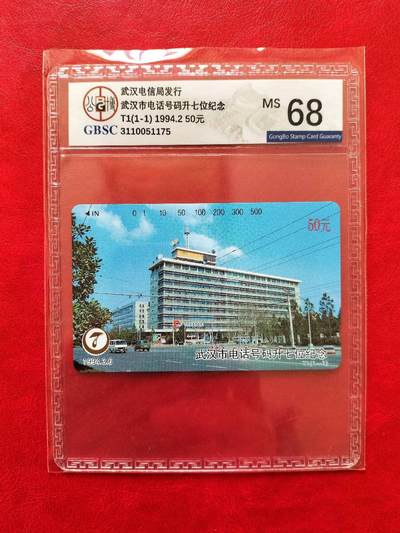 武汉电信局发行
武汉市电话号码升七位纪念
T1(1-1) 1994.2 50元
GBSC 3110051175
MS 68
GongBo Stamp Card Guaranty
IN 0 1 10 50 100 200 300 500
50元
武汉市电话号码升七位纪念
1994.2.6